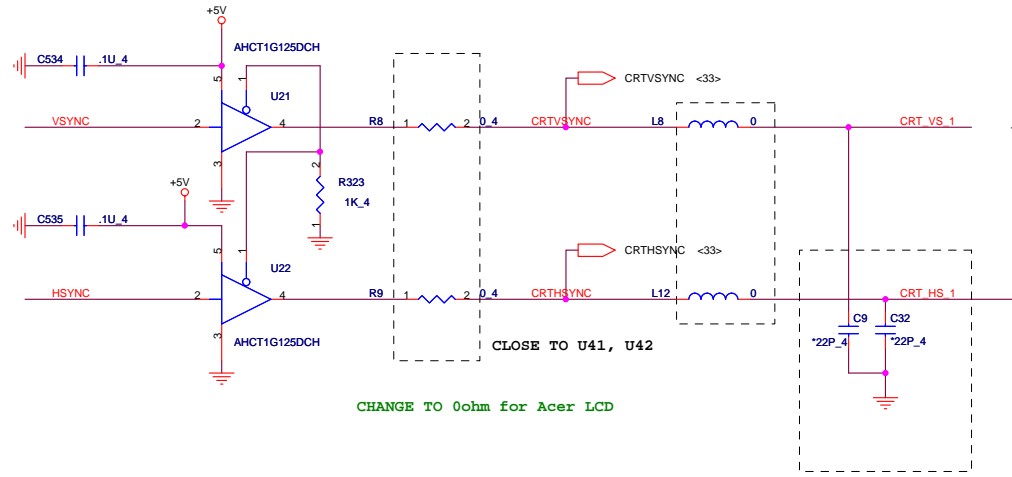 +5V
AHCT1G125DCH
C534 .1U_4
5 1
U21
CRTVSYNC <33>
VSYNC 2 4 R8 1 2 0_4 CRTVSYNC L8 0 CRT_VS_1
3
2
+5V
R323
1K_4
1
C535 .1U_4
5 1
U22
CRTHSYNC <33>
HSYNC 2 4 R9 1 2 0_4 CRTHSYNC L12 0 CRT_HS_1
3
AHCT1G125DCH
C9 C32
*22P_4 *22P_4
CLOSE TO U41, U42
CHANGE TO 0ohm for Acer LCD